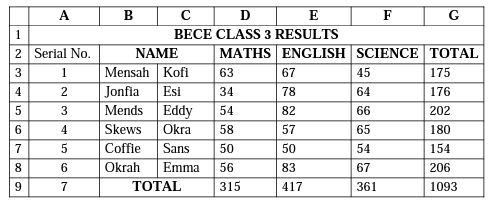 A B C D E F G
1 BECE CLASS 3 RESULTS
2 Serial No. NAME MATHS ENGLISH SCIENCE TOTAL
3 1 Mensah Kofi 63 67 45 175
4 2 Jonfia Esi 34 78 64 176
5 3 Mends Eddy 54 82 66 202
6 4 Skews Okra 58 57 65 180
7 5 Coffie Sans 50 50 54 154
8 6 Okrah Emma 56 83 67 206
9 7 TOTAL 315 417 361 1093